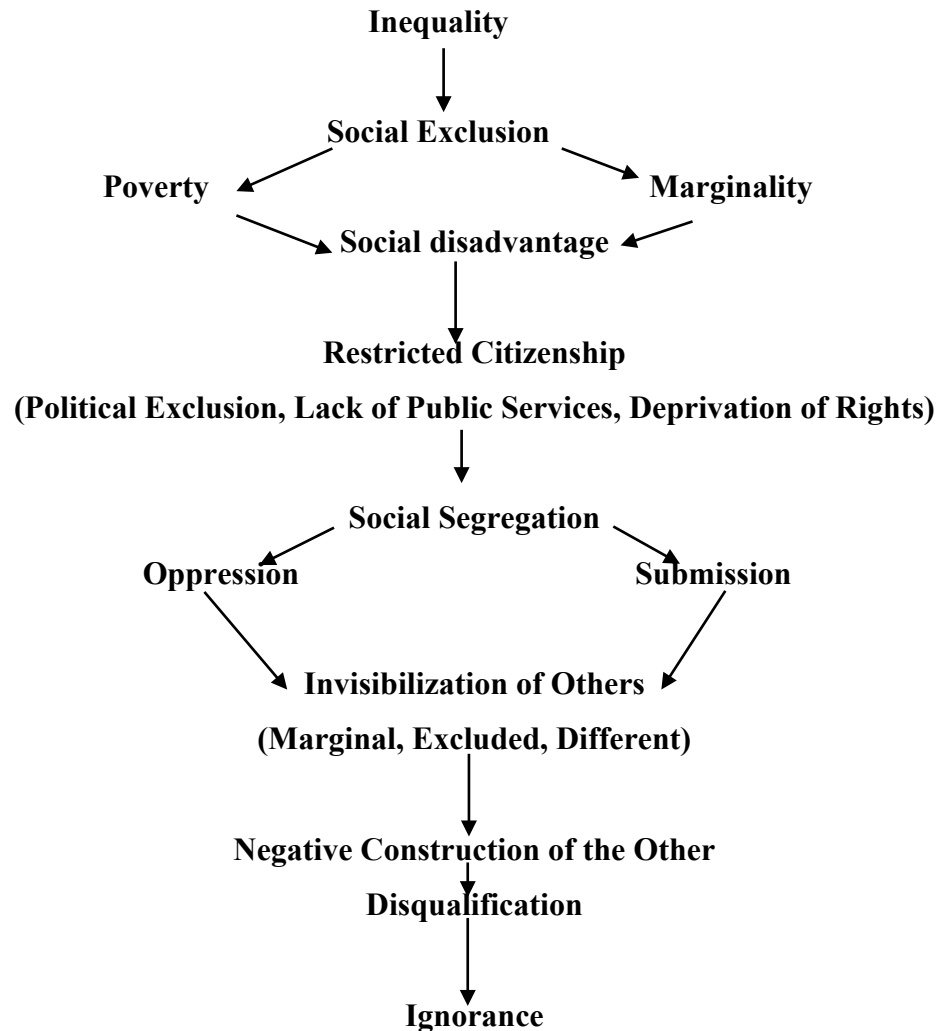 Inequality
Social Exclusion
Poverty
Marginality
Social disadvantage
Restricted Citizenship
(Political Exclusion, Lack of Public Services, Deprivation of Rights)
Social Segregation
Oppression
Submission
Invisibilization of Others
(Marginal, Excluded, Different)
Negative Construction of the Other
Disqualification
Ignorance